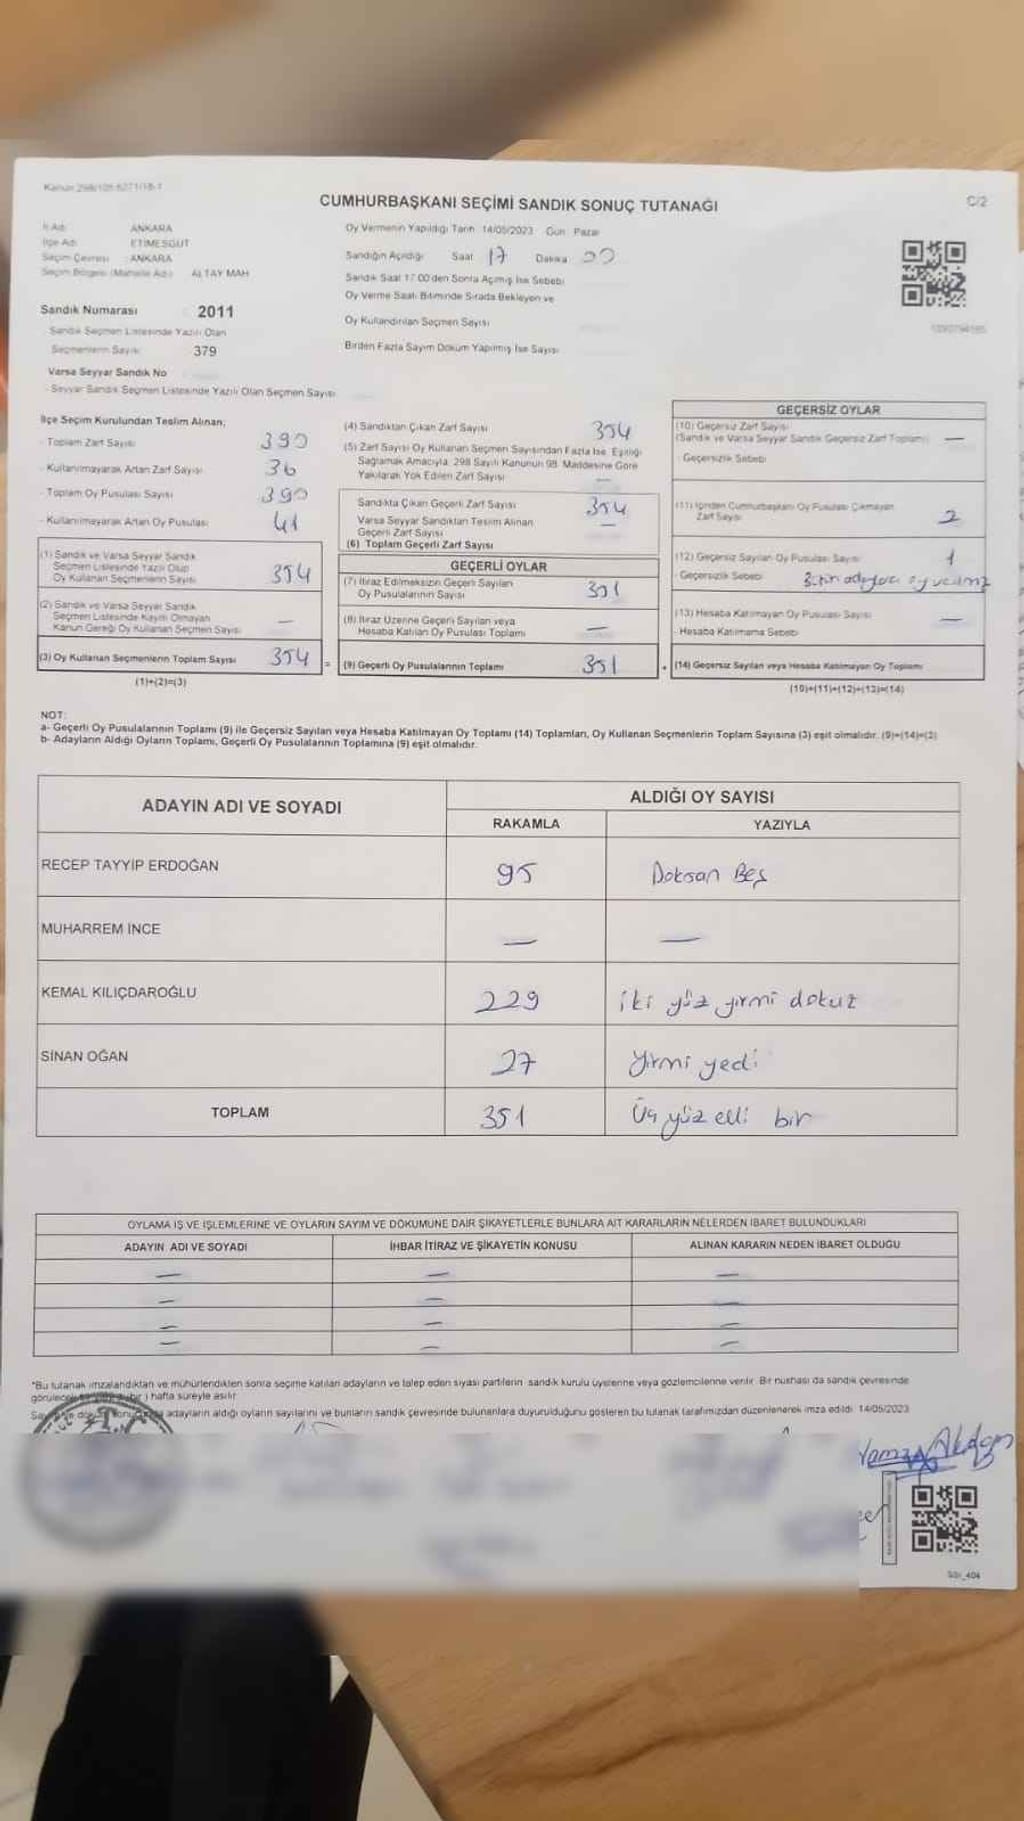 Kanun 298/105-6271/18-1
C/2
CUMHURBAŞKANI SEÇİMİ SANDIK SONUÇ TUTANAĞI
İl Adı: ANKARA
İlçe Adı: ETİMESGUT
Seçim Çevresi: ANKARA
Seçim Bölgesi (Mahalle Adı): ALTAY MAH
Sandık Numarası 2011
Sandık Seçmen Listesinde Yazılı Olan
Seçmenlerin Sayısı 379
Varsa Seyyar Sandık No
- Seyyar Sandık Seçmen Listesinde Yazılı Olan Seçmen Sayısı
Oy Vermenin Yapıldığı Tarih 14/05/2023 Gün Pazar
Sandığın Açıldığı Saat 17 Dakika 00
Sandık Saat 17.00'den Sonra Açılmış İse Sebebi
Oy Verme Saati Bitiminde Sırada Bekleyen ve
Oy Kullandırılan Seçmen Sayısı
Birden Fazla Sayım Döküm Yapılmış İse Sayısı
İlçe Seçim Kurulundan Teslim Alınan;
- Toplam Zarf Sayısı 390
- Kullanılmayarak Artan Zarf Sayısı 36
- Toplam Oy Pusulası Sayısı 390
- Kullanılmayarak Artan Oy Pusulası 41
(1) Sandık ve Varsa Seyyar Sandık
Seçmen Listesinde Yazılı Olup
Oy Kullanan Seçmenlerin Sayısı 354
(2) Sandık ve Varsa Seyyar Sandık
Seçmen Listesinde Kayıtlı Olmayan
Kanun Gereği Oy Kullanan Seçmen Sayısı —
(3) Oy Kullanan Seçmenlerin Toplam Sayısı 354 =
(1)+(2)=(3)
(4) Sandıktan Çıkan Zarf Sayısı 354
(5) Zarf Sayısı Oy Kullanan Seçmen Sayısından Fazla İse, Eşitliği
Sağlamak Amacıyla, 298 Sayılı Kanunun 98. Maddesine Göre
Yakılarak Yok Edilen Zarf Sayısı —
Sandıkta Çıkan Geçerli Zarf Sayısı 354
Varsa Seyyar Sandıktan Teslim Alınan
Geçerli Zarf Sayısı —
(6) Toplam Geçerli Zarf Sayısı
GEÇERLİ OYLAR
(7) İtiraz Edilmeksizin Geçerli Sayılan
Oy Pusulalarının Sayısı 351
(8) İtiraz Üzerine Geçerli Sayılan veya
Hesaba Katılan Oy Pusulası Toplamı —
(9) Geçerli Oy Pusulalarının Toplamı 351 +
GEÇERSİZ OYLAR
(10) Geçersiz Zarf Sayısı
(Sandık ve Varsa Seyyar Sandık Geçersiz Zarf Toplamı) —
- Geçersizlik Sebebi
(11) İçinden Cumhurbaşkanı Oy Pusulası Çıkmayan
Zarf Sayısı 2
(12) Geçersiz Sayılan Oy Pusulası Sayısı 1
- Geçersizlik Sebebi
(13) Hesaba Katılmayan Oy Pusulası Sayısı —
- Hesaba Katılmama Sebebi
(14) Geçersiz Sayılan veya Hesaba Katılmayan Oy Toplamı
(10)+(11)+(12)+(13)=(14)
NOT:
a- Geçerli Oy Pusulalarının Toplamı (9) ile Geçersiz Sayılan veya Hesaba Katılmayan Oy Toplamı (14) Toplamları, Oy Kullanan Seçmenlerin Toplam Sayısına (3) eşit olmalıdır. (9)+(14)=(3)
b- Adayların Aldığı Oyların Toplamı, Geçerli Oy Pusulalarının Toplamına (9) eşit olmalıdır.
ADAYIN ADI VE SOYADI ALDIĞI OY SAYISI
RAKAMLA YAZIYLA
RECEP TAYYİP ERDOĞAN 95 Doksan Beş
MUHARREM İNCE — —
KEMAL KILIÇDAROĞLU 229 iki yüz yirmi dokuz
SİNAN OĞAN 27 Yirmi yedi
TOPLAM 351 Üç yüz elli bir
OYLAMA İŞ VE İŞLEMLERİNE VE OYLARIN SAYIM VE DÖKÜMÜNE DAİR ŞİKAYETLERLE BUNLARA AİT KARARLARIN NELERDEN İBARET BULUNDUKLARI
ADAYIN ADI VE SOYADI İHBAR İTİRAZ VE ŞİKAYETİN KONUSU ALINAN KARARIN NEDEN İBARET OLDUĞU
— — —
— — —
— — —
— — —
*Bu tutanak imzalandıktan ve mühürlendikten sonra seçime katılan adayların ve talep eden siyasi partilerin sandık kurulu üyelerine veya gözlemcilerine verilir. Bir nüshası da sandık çevresinde
hafta süreyle asılır
adayların aldığı oyların sayılarını ve bunların sandık çevresinde bulunanlara duyurulduğunu gösteren bu tutanak tarafımızdan düzenlenerek imza edildi 14/05/2023